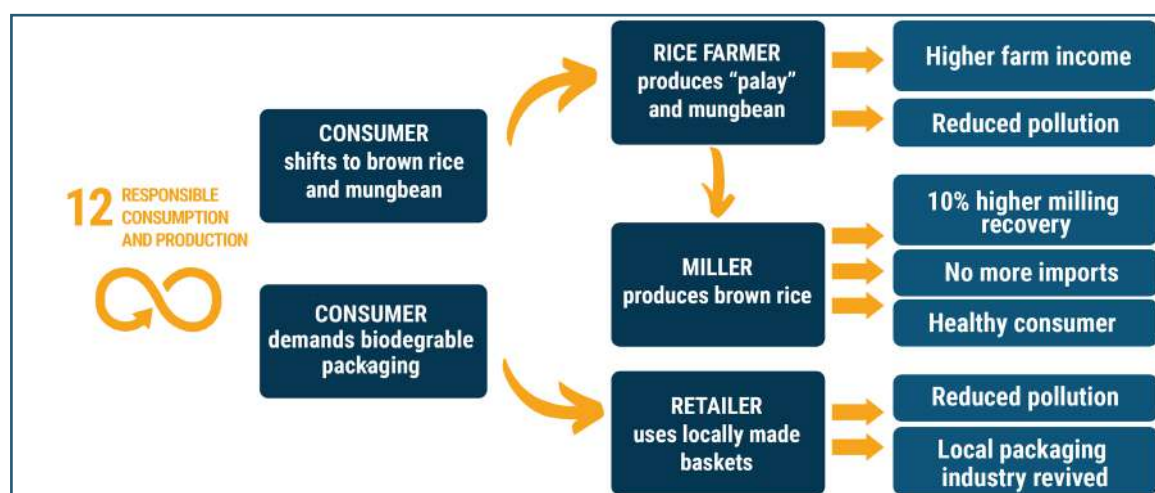 12 RESPONSIBLE
CONSUMPTION
AND PRODUCTION
CONSUMER
shifts to brown rice
and mungbean
CONSUMER
demands biodegrable
packaging
RICE FARMER
produces “palay”
and mungbean
Higher farm income
Reduced pollution
MILLER
produces brown rice
10% higher milling
recovery
No more imports
Healthy consumer
RETAILER
uses locally made
baskets
Reduced pollution
Local packaging
industry revived